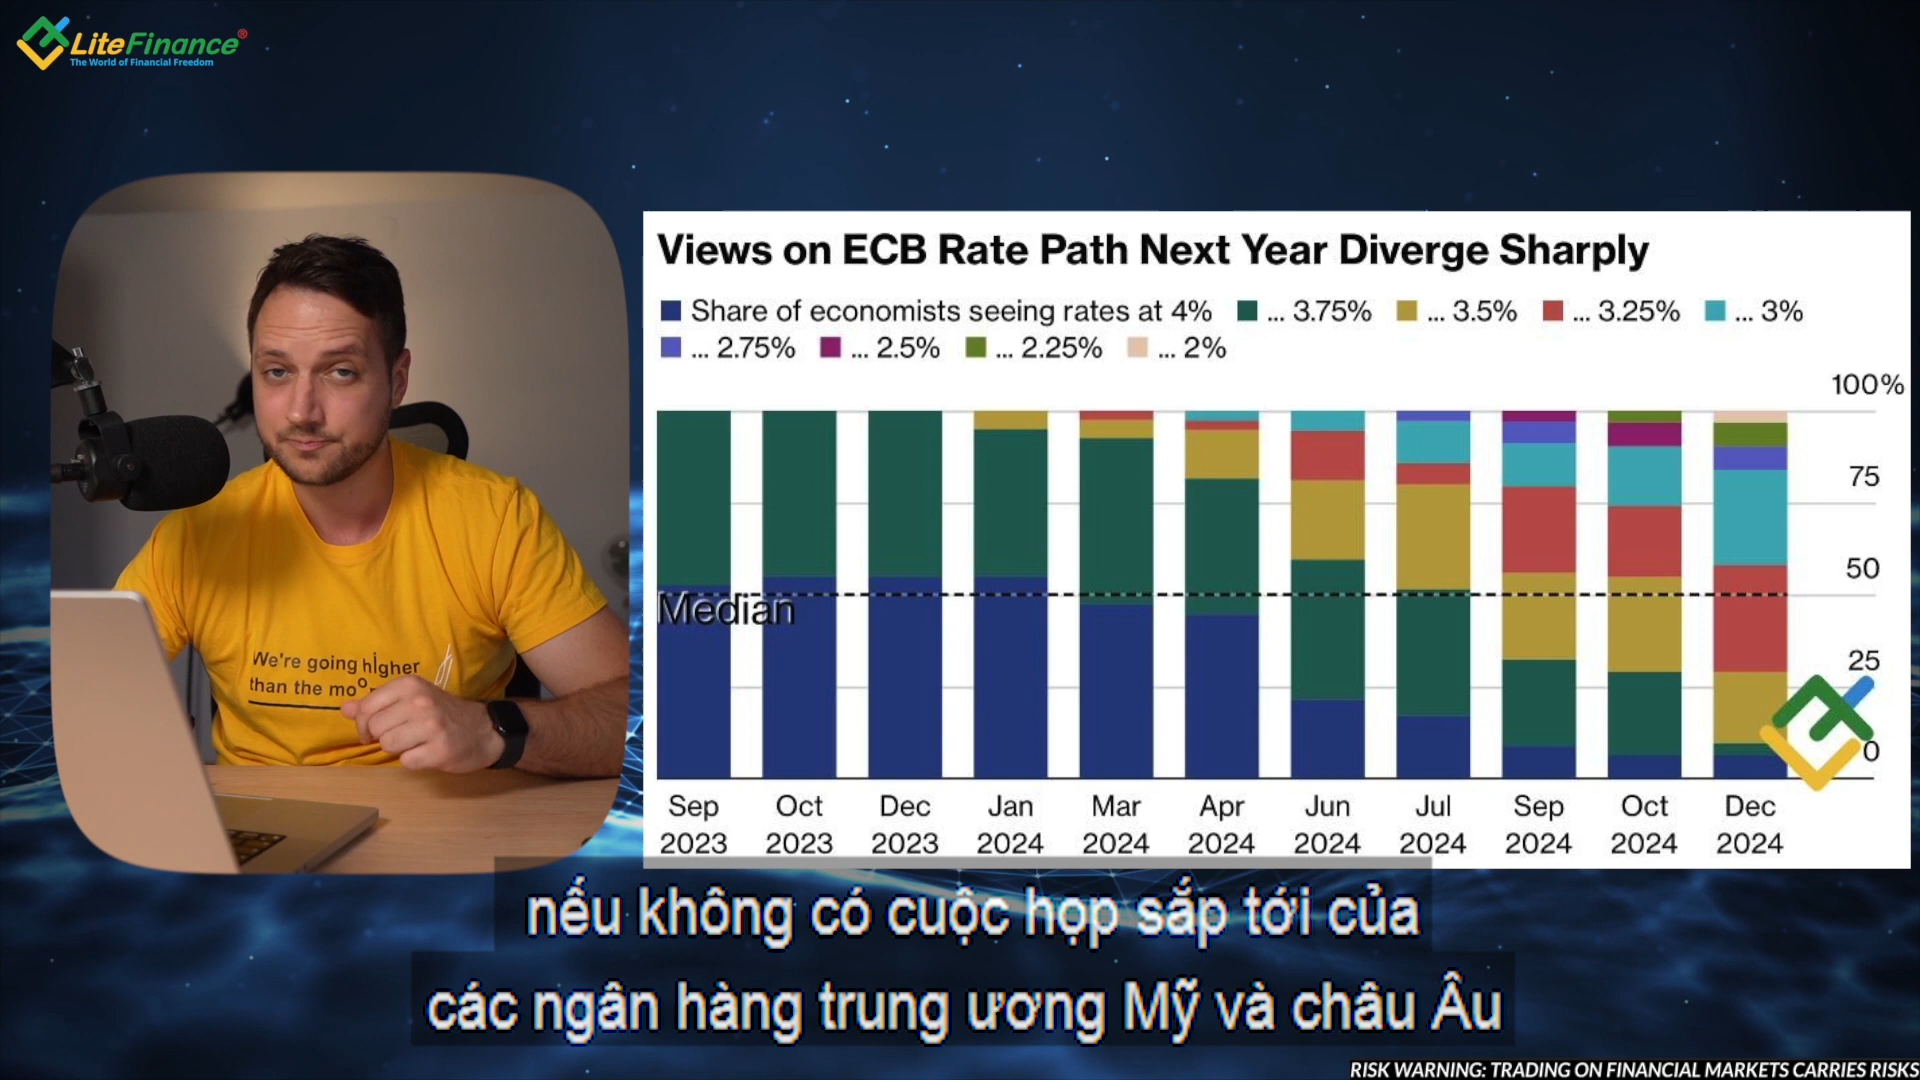 LiteFinance®
The World of Financial Freedom
We're going higher
than the mo
Views on ECB Rate Path Next Year Diverge Sharply
Share of economists seeing rates at 4% ... 3.75% ... 3.5% ... 3.25% ... 3%
... 2.75% ... 2.5% ... 2.25% ... 2%
100%
75
50
Median
25
0
Sep Oct Dec Jan Mar Apr Jun Jul Sep Oct Dec
2023 2023 2023 2024 2024 2024 2024 2024 2024 2024 2024
nếu không có cuộc họp sắp tới của
các ngân hàng trung ương Mỹ và châu Âu
RISK WARNING: TRADING ON FINANCIAL MARKETS CARRIES RISKS